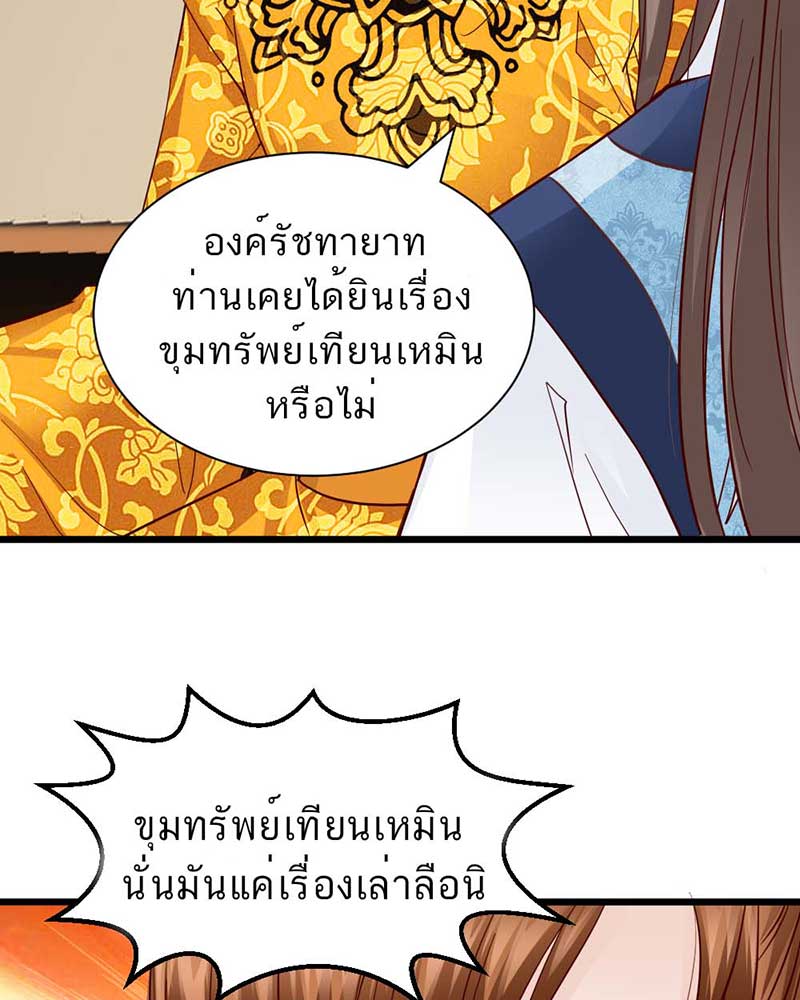 องค์รัชทายาท
ท่านเคยได้ยินเรื่อง
ขุมทรัพย์เทียนเหมิน
หรือไม่
ขุมทรัพย์เทียนเหมิน
นั่นมันแค่เรื่องเล่าลือนิ